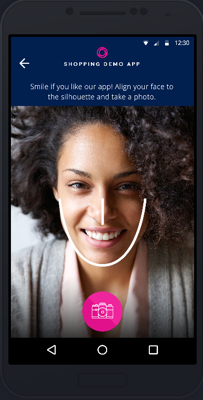 12:30
SHOPPING DEMO APP
Smile if you like our app! Align your face to
the silhouette and take a photo.